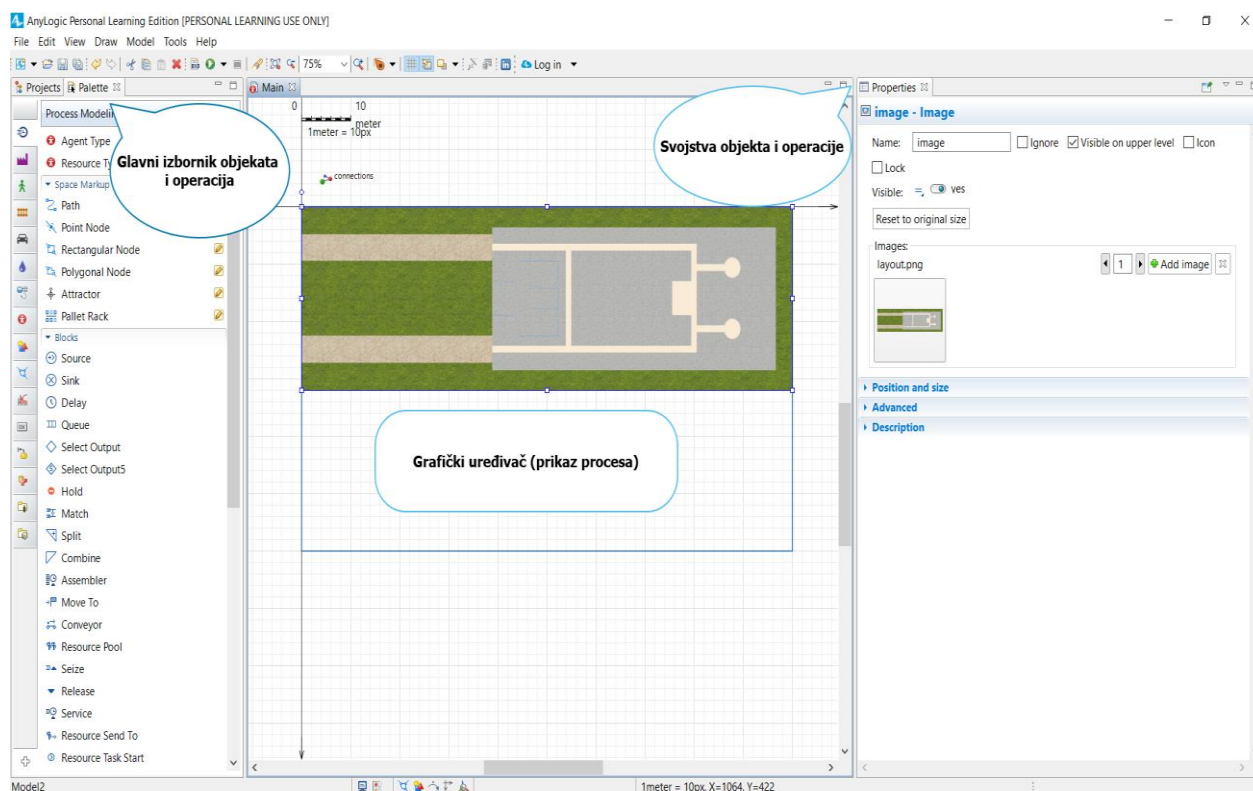 AnyLogic Personal Learning Edition [PERSONAL LEARNING USE ONLY]
File Edit View Draw Model Tools Help
75%
Log in
Projects Palette
Main
Properties
Process Modeli
Agent Type
Resource Ty
Space Markup
Path
Point Node
Rectangular Node
Polygonal Node
Attractor
Pallet Rack
Blocks
Source
Sink
Delay
Queue
Select Output
Select Output5
Hold
Match
Split
Combine
Assembler
Move To
Conveyor
Resource Pool
Seize
Release
Service
Resource Send To
Resource Task Start
Glavni izbornik objekata
i operacija
0 10
meter
1meter = 10px
connections
Svojstva objekta i operacije
Grafički uređivač (prikaz procesa)
image - Image
Name: image Ignore Visible on upper level Icon
Lock
Visible: = yes
Reset to original size
Images:
layout.png 1 Add image
Position and size
Advanced
Description
Model2
1meter = 10px, X=1064, Y=422